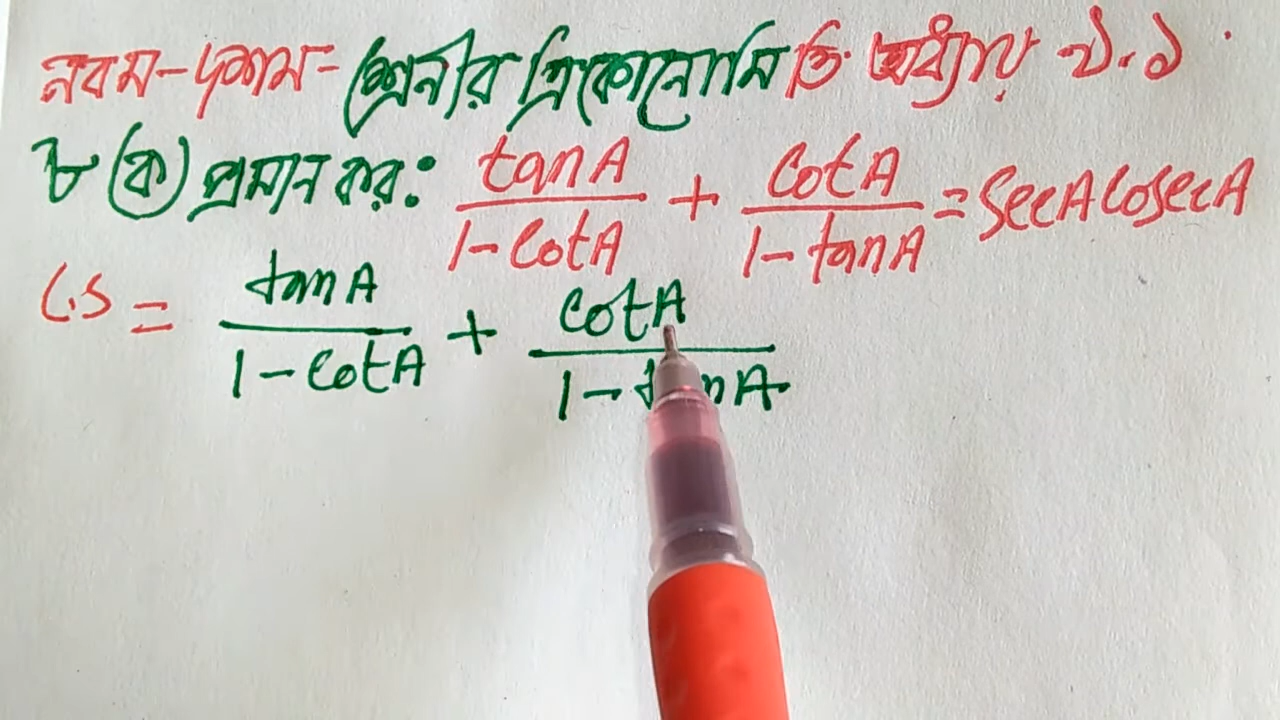 নবম-দশম-শ্রেনীর ত্রিকোনোমিতি অধ্যায় ৯.১
৮ (ক) প্রমান কর: tanA / 1-cotA + cotA / 1-tanA = secA cosecA
L.S = tanA / 1-cotA + cotA / 1-tanA